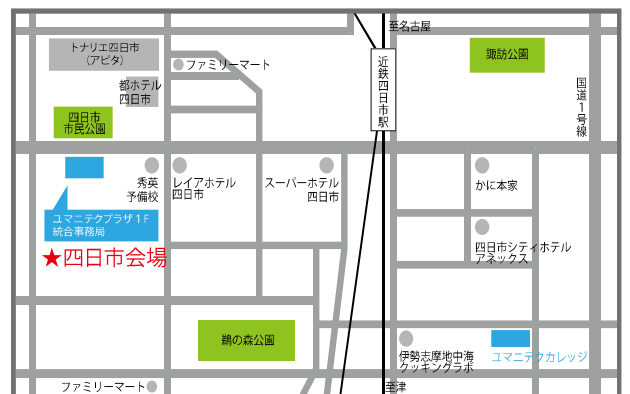 至名古屋
トナリエ四日市
(アピタ)
ファミリーマート
諏訪公園
都ホテル
四日市
近鉄四日市駅
国道1号線
四日市
市民公園
秀英
予備校
レイアホテル
四日市
スーパーホテル
四日市
かに本家
ユマニテクプラザ1F
統合事務局
★四日市会場
四日市シティホテル
アネックス
鵜の森公園
伊勢志摩地中海
クッキングラボ
ユマニテクカレッジ
ファミリーマート
至津